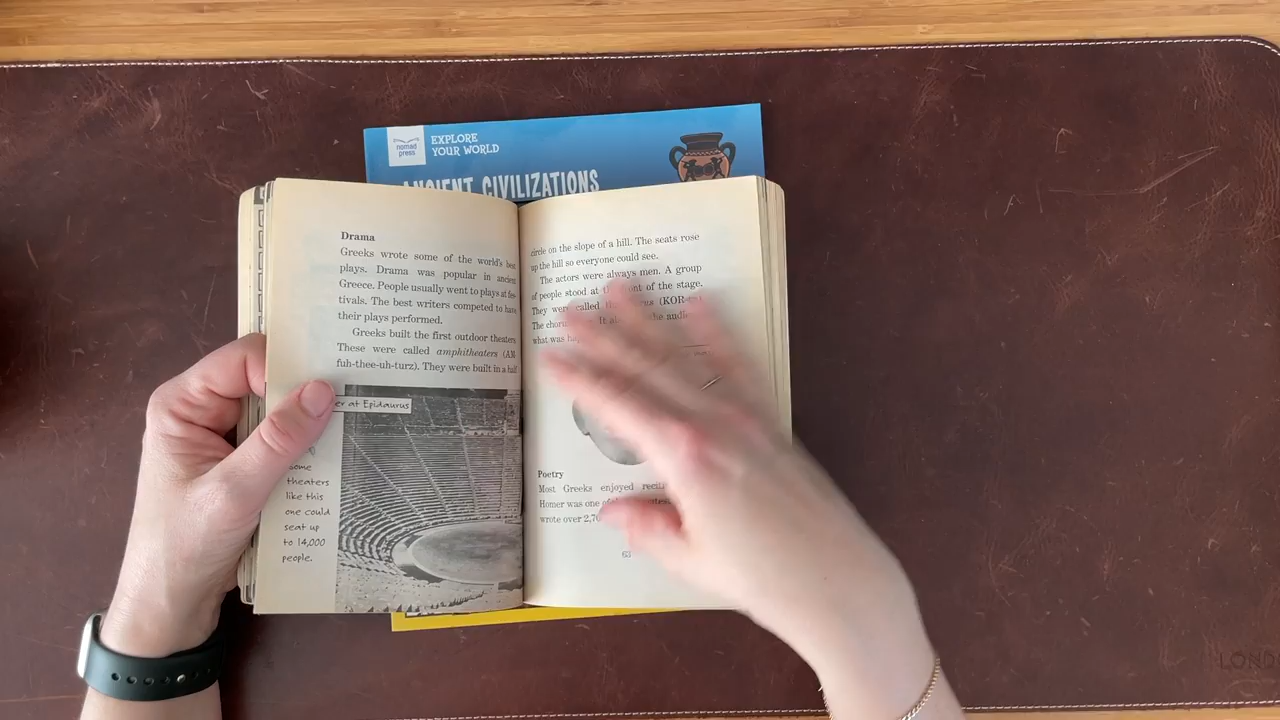 nomad
press
EXPLORE
YOUR WORLD
ANCIENT CIVILIZATIONS
Drama
Greeks wrote some of the world's best
plays. Drama was popular in ancient
Greece. People usually went to plays at fes-
tivals. The best writers competed to have
their plays performed.
Greeks built the first outdoor theaters.
These were called amphitheaters (AM
fuh-thee-uh-turz). They were built in a half
at Epidaurus
Some
theaters
like this
one could
seat up
to 14,000
people.
circle on the slope of a hill. The seats rose
up the hill so everyone could see.
The actors were always men. A group
of people stood at the front of the stage.
They were called the
The
what was
Poetry
Most Greeks enjoyed
Homer was one
wrote over
63
LOND